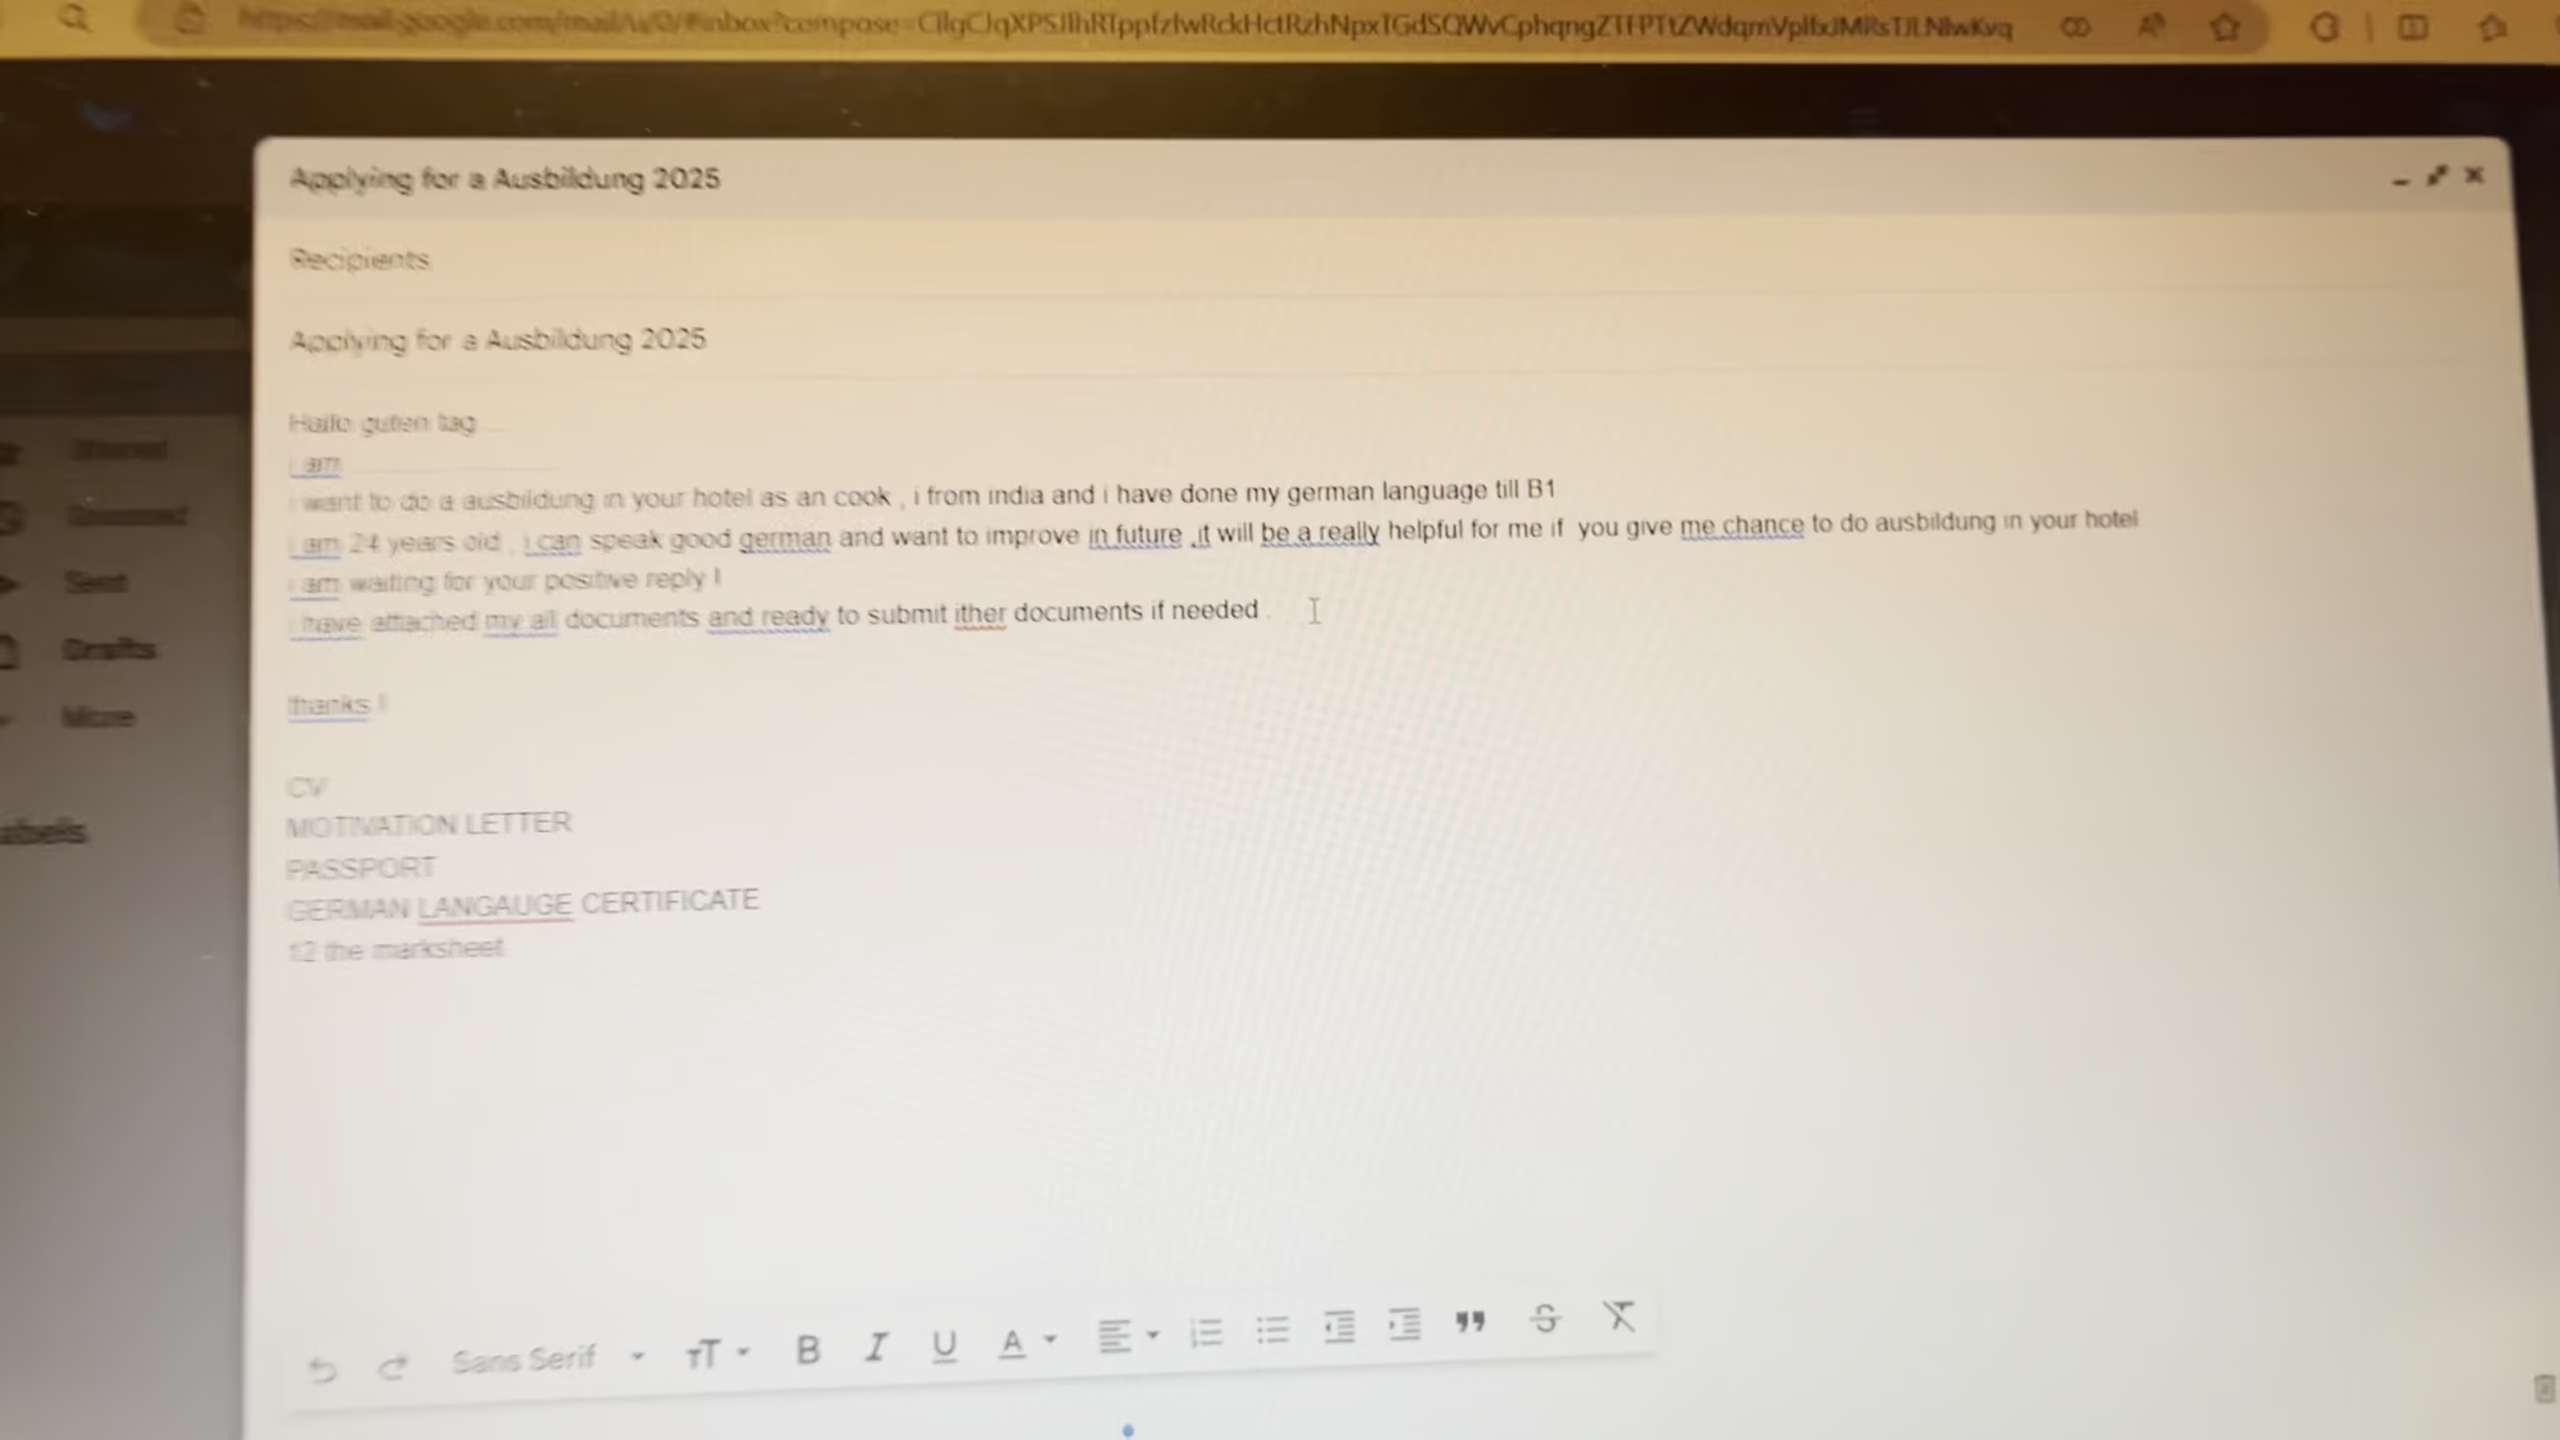 Applying for a Ausbildung 2025
Recipients
Applying for a Ausbildung 2025
Hallo guten tag
i am
i want to do a ausbildung in your hotel as an cook , i from india and i have done my german language till B1
i am 24 years old , i can speak good german and want to improve in future .it will be a really helpful for me if you give me chance to do ausbildung in your hotel
i am waiting for your positive reply !
i have attached my all documents and ready to submit ither documents if needed .
thanks !
CV
MOTIVATION LETTER
PASSPORT
GERMAN LANGAUGE CERTIFICATE
12 the marksheet
Starred
Snoozed
Sent
Drafts
More
abels
Sans Serif